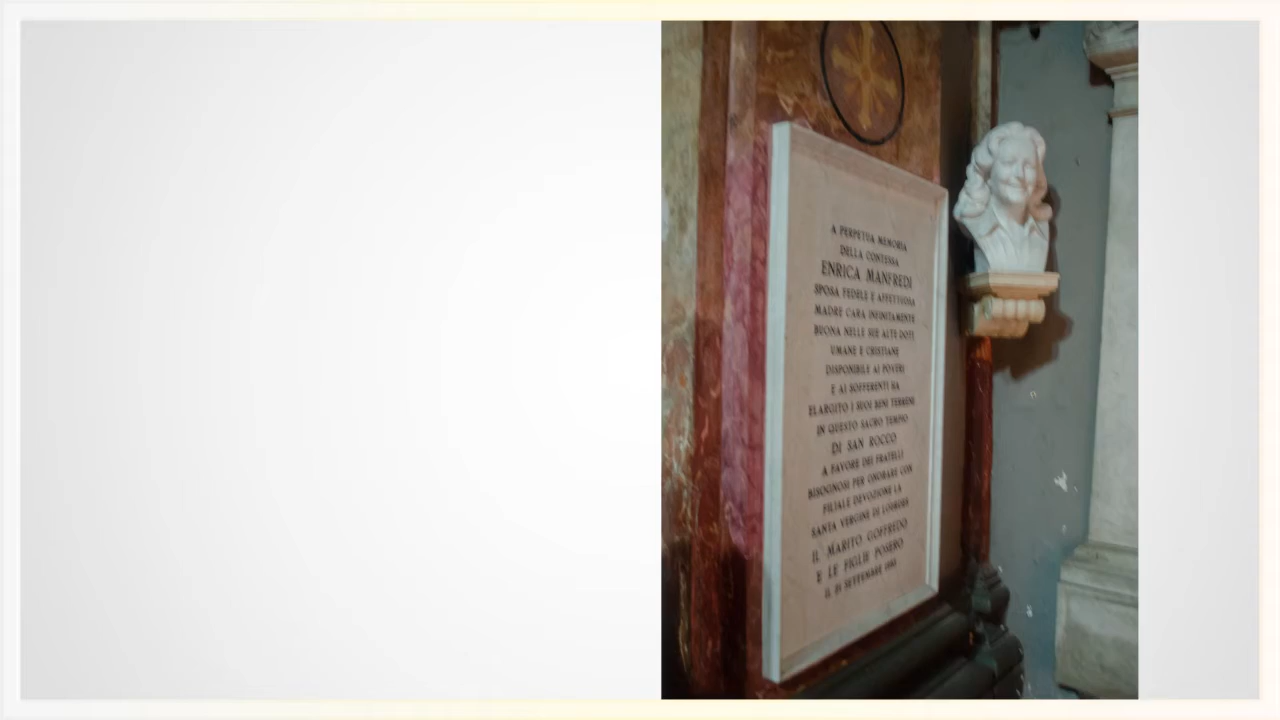 A PERPETUA MEMORIA
DELLA CONTESSA
ENRICA MANFREDI
SPOSA FEDELE E AFFETTUOSA
MADRE CARA INFINITAMENTE
BUONA NELLE SUE ALTE DOTI
UMANE E CRISTIANE
DISPONIBILE AI POVERI
E AI SOFFERENTI HA
ELARGITO I SUOI BENI TERRENI
IN QUESTO SACRO TEMPIO
DI SAN ROCCO
A FAVORE DEI FRATELLI
BISOGNOSI PER ONORARE CON
FILIALE DEVOZIONE LA
SANTA VERGINE DI LOURDES
IL MARITO GOFFREDO
E LE FIGLIE POSERO
IL 21 SETTEMBRE